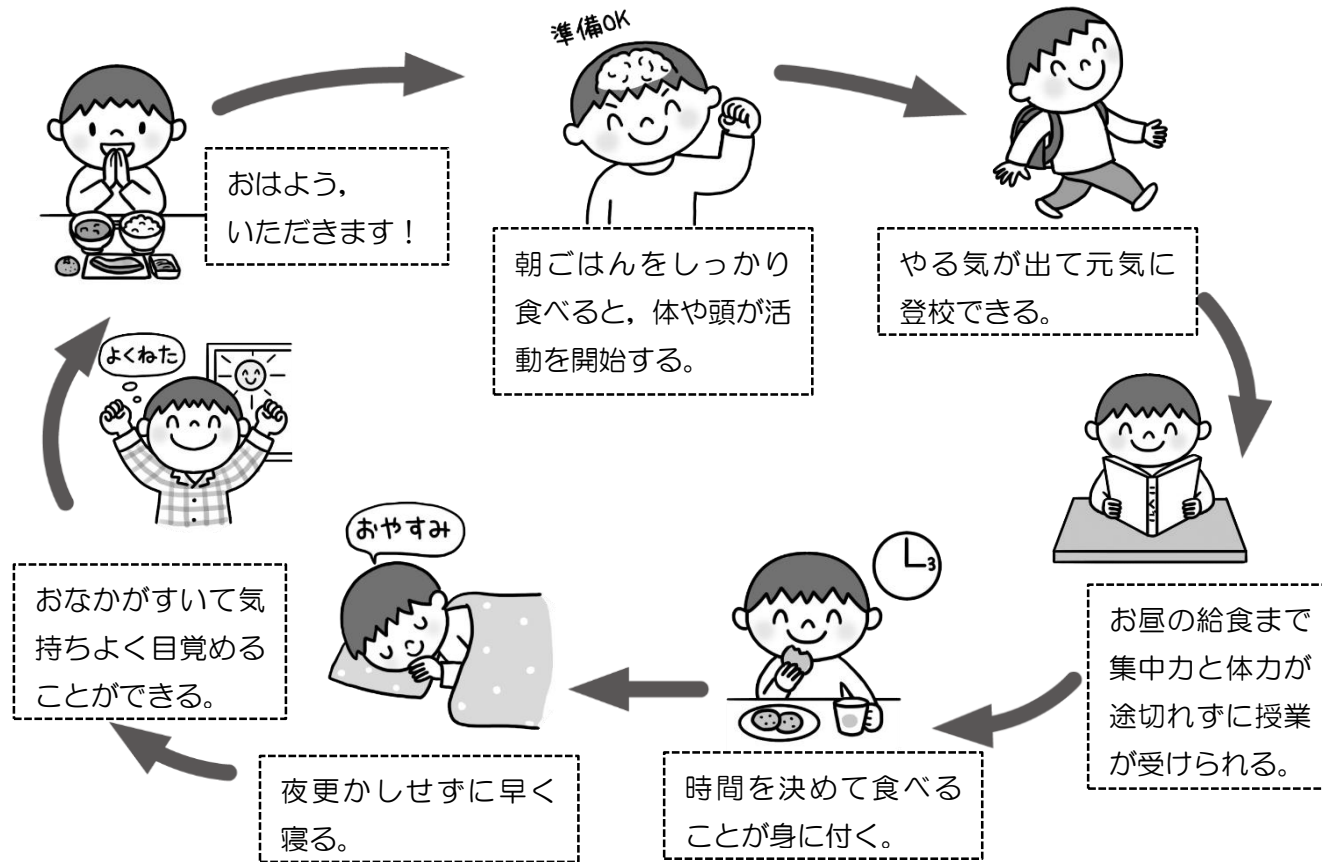 おはよう,
いただきます！
準備OK
朝ごはんをしっかり
食べると，体や頭が活
動を開始する。
やる気が出て元気に
登校できる。
こくご
お昼の給食まで
集中力と体力が
途切れずに授業
が受けられる。
3
時間を決めて食べる
ことが身に付く。
おやすみ
夜更かしせずに早く
寝る。
よくねた
おなかがすいて気
持ちよく目覚める
ことができる。